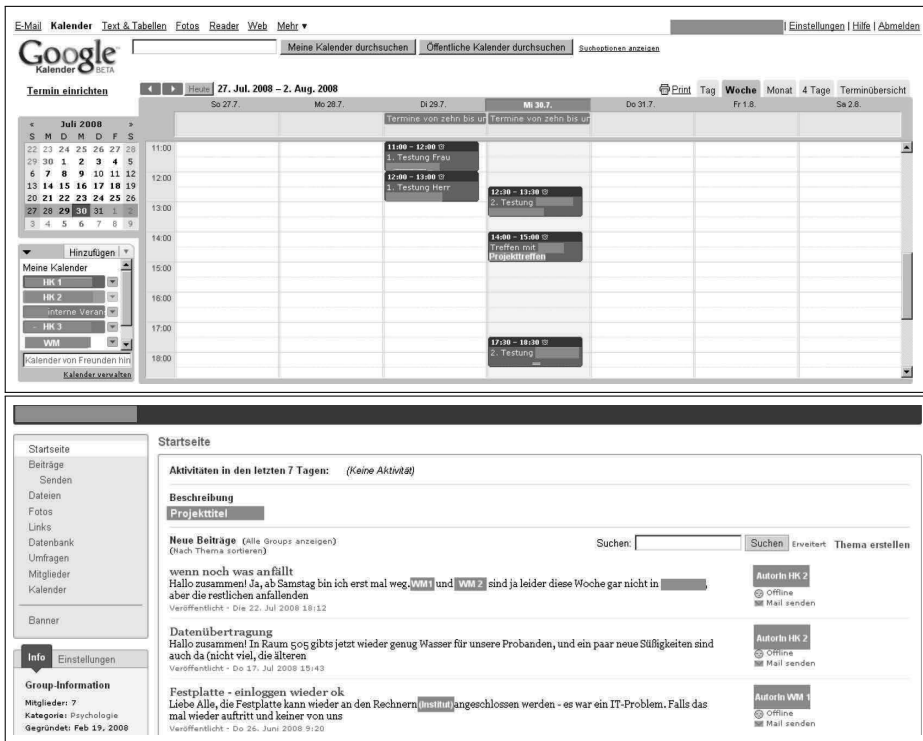 E-Mail Kalender Text & Tabellen Fotos Reader Web Mehr ▾ | Einstellungen | Hilfe | Abmelden
Google Kalender BETA
Meine Kalender durchsuchen Öffentliche Kalender durchsuchen Suchoptionen anzeigen
Termin einrichten
Heute 27. Jul. 2008 – 2. Aug. 2008 Print Tag Woche Monat 4 Tage Terminübersicht
So 27.7. Mo 28.7. Di 29.7. Mi 30.7. Do 31.7. Fr 1.8. Sa 2.8.
Termine von zehn bis ur Termine von zehn bis ur
« Juli 2008 »
S M D M D F S
22 23 24 25 26 27 28
29 30 1 2 3 4 5
6 7 8 9 10 11 12
13 14 15 16 17 18 19
20 21 22 23 24 25 26
27 28 29 30 31 1 2
3 4 5 6 7 8 9
Hinzufügen
Meine Kalender
HK 1
HK 2
interne Veran
- HK 3
WM
Kalender von Freunden hin
Kalender verwalten
11:00
12:00
13:00
14:00
15:00
16:00
17:00
18:00
11:00 – 12:00
1. Testung Frau
12:00 – 13:00
1. Testung Herr
12:30 – 13:30
2. Testung
14:00 – 15:00
Treffen mit
Projekttreffen
17:30 – 18:30
2. Testung
Startseite
Beiträge
Senden
Dateien
Fotos
Links
Datenbank
Umfragen
Mitglieder
Kalender
Banner
Info Einstellungen
Group-Information
Mitglieder: 7
Kategorie: Psychologie
Gegründet: Feb 19, 2008
Startseite
Aktivitäten in den letzten 7 Tagen: (Keine Aktivität)
Beschreibung
Projekttitel
Neue Beiträge (Alle Groups anzeigen)
(Nach Thema sortieren)
Suchen: Suchen Erweitert Thema erstellen
wenn noch was anfällt
Hallo zusammen! Ja, ab Samstag bin ich erst mal weg. WM1 und WM 2 sind ja leider diese Woche gar nicht in ,
aber die restlichen anfallenden
Veröffentlicht - Die 22. Jul 2008 18:12
AutorIn HK 2
Offline
Mail senden
Datenübertragung
Hallo zusammen! In Raum 505 gibts jetzt wieder genug Wasser für unsere Probanden, und ein paar neue Süßigkeiten sind
auch da (nicht viel, die älteren
Veröffentlicht - Do 17. Jul 2008 15:43
AutorIn HK 2
Offline
Mail senden
Festplatte - einloggen wieder ok
Liebe Alle, die Festplatte kann wieder an den Rechnern (Institut) angeschlossen werden - es war ein IT-Problem. Falls das
mal wieder auftritt und keiner von uns
Veröffentlicht - Do 26. Juni 2008 9:20
AutorIn WM 1
Offline
Mail senden